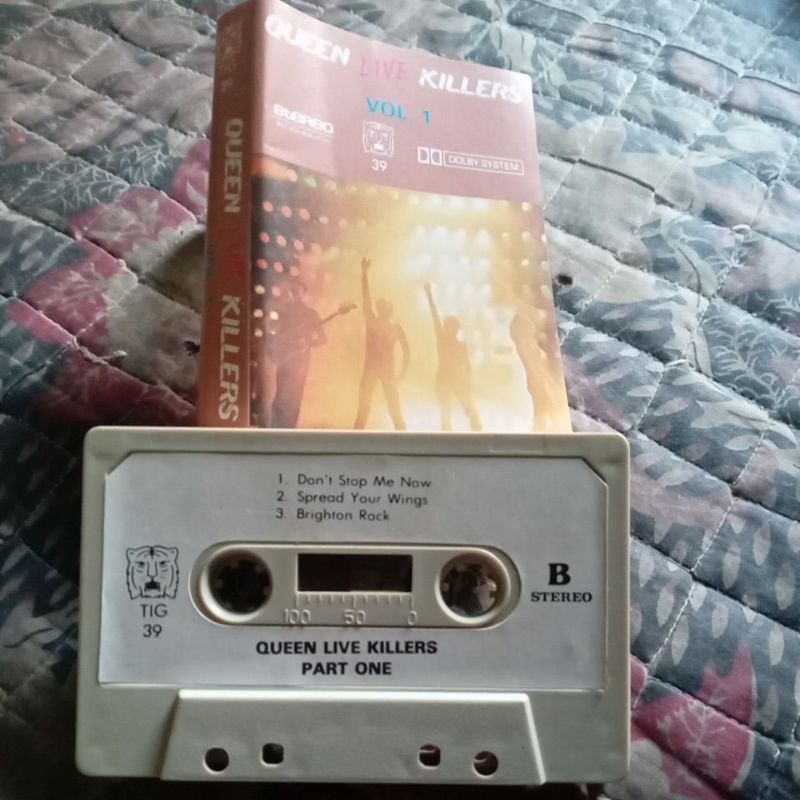 QUEEN LIVE KILLERS
VOL 1
STEREO
39
DOLBY SYSTEM
QUEEN LIVE KILLERS
1. Don't Stop Me Now
2. Spread Your Wings
3. Brighton Rock
TIG
39
100 50 0
B
STEREO
QUEEN LIVE KILLERS
PART ONE